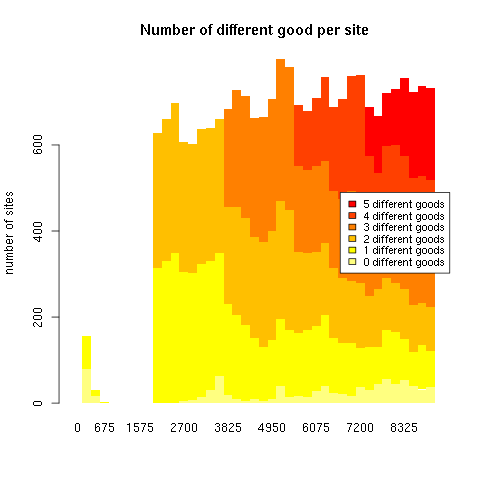 Number of different good per site
number of sites
600
400
200
0
5 different goods
4 different goods
3 different goods
2 different goods
1 different goods
0 different goods
0 675 1575 2700 3825 4950 6075 7200 8325